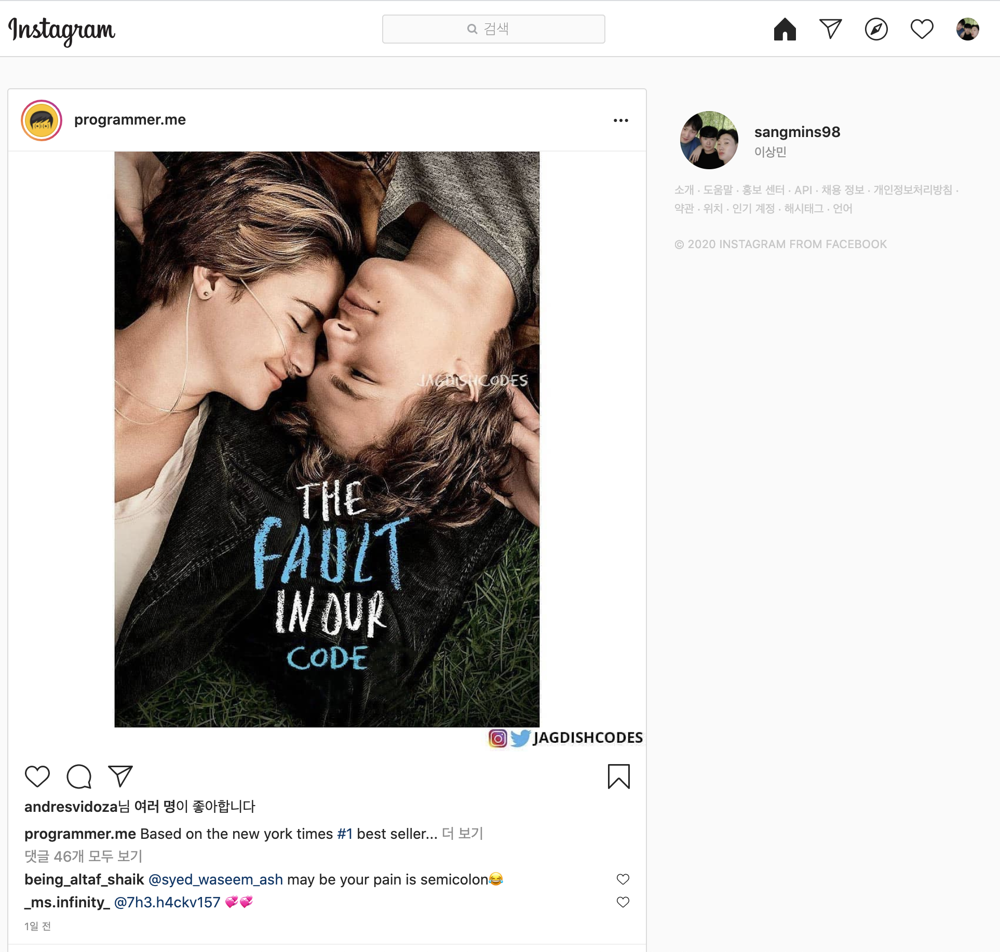 Instagram
검색
programmer.me
JAGDISHCODES
THE
FAULT
IN OUR
CODE
JAGDISHCODES
andresvidoza님 여러 명이 좋아합니다
programmer.me Based on the new york times #1 best seller... 더 보기
댓글 46개 모두 보기
being_altaf_shaik @syed_waseem_ash may be your pain is semicolon😂
_ms.infinity_ @7h3.h4ckv157 💞💞
1일 전
sangmins98
이상민
소개 · 도움말 · 홍보 센터 · API · 채용 정보 · 개인정보처리방침 ·
약관 · 위치 · 인기 계정 · 해시태그 · 언어
© 2020 INSTAGRAM FROM FACEBOOK